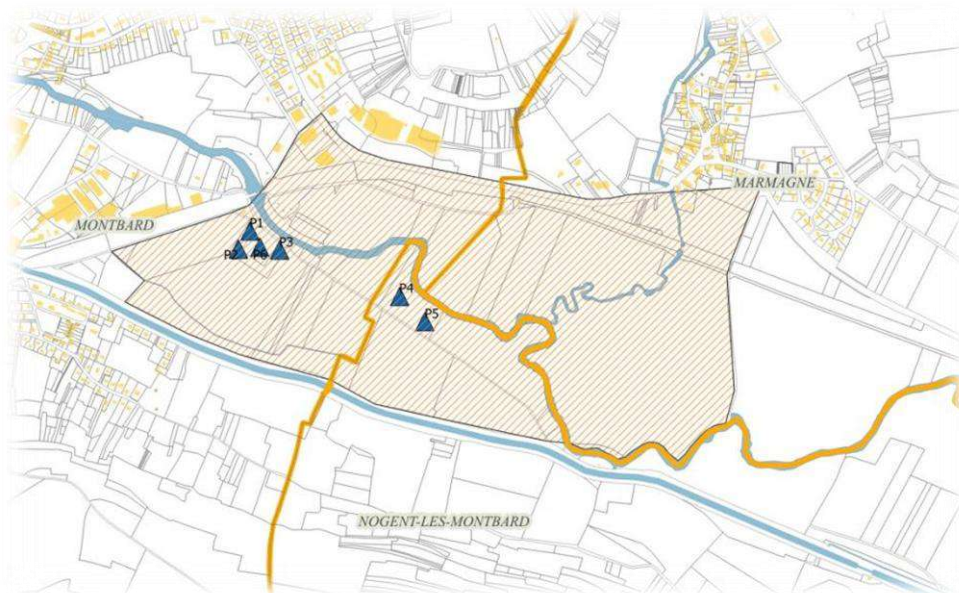 MARMAGNE
MONTBARD
P1
P2
P6
P3
P4
P5
NOGENT-LES-MONTBARD